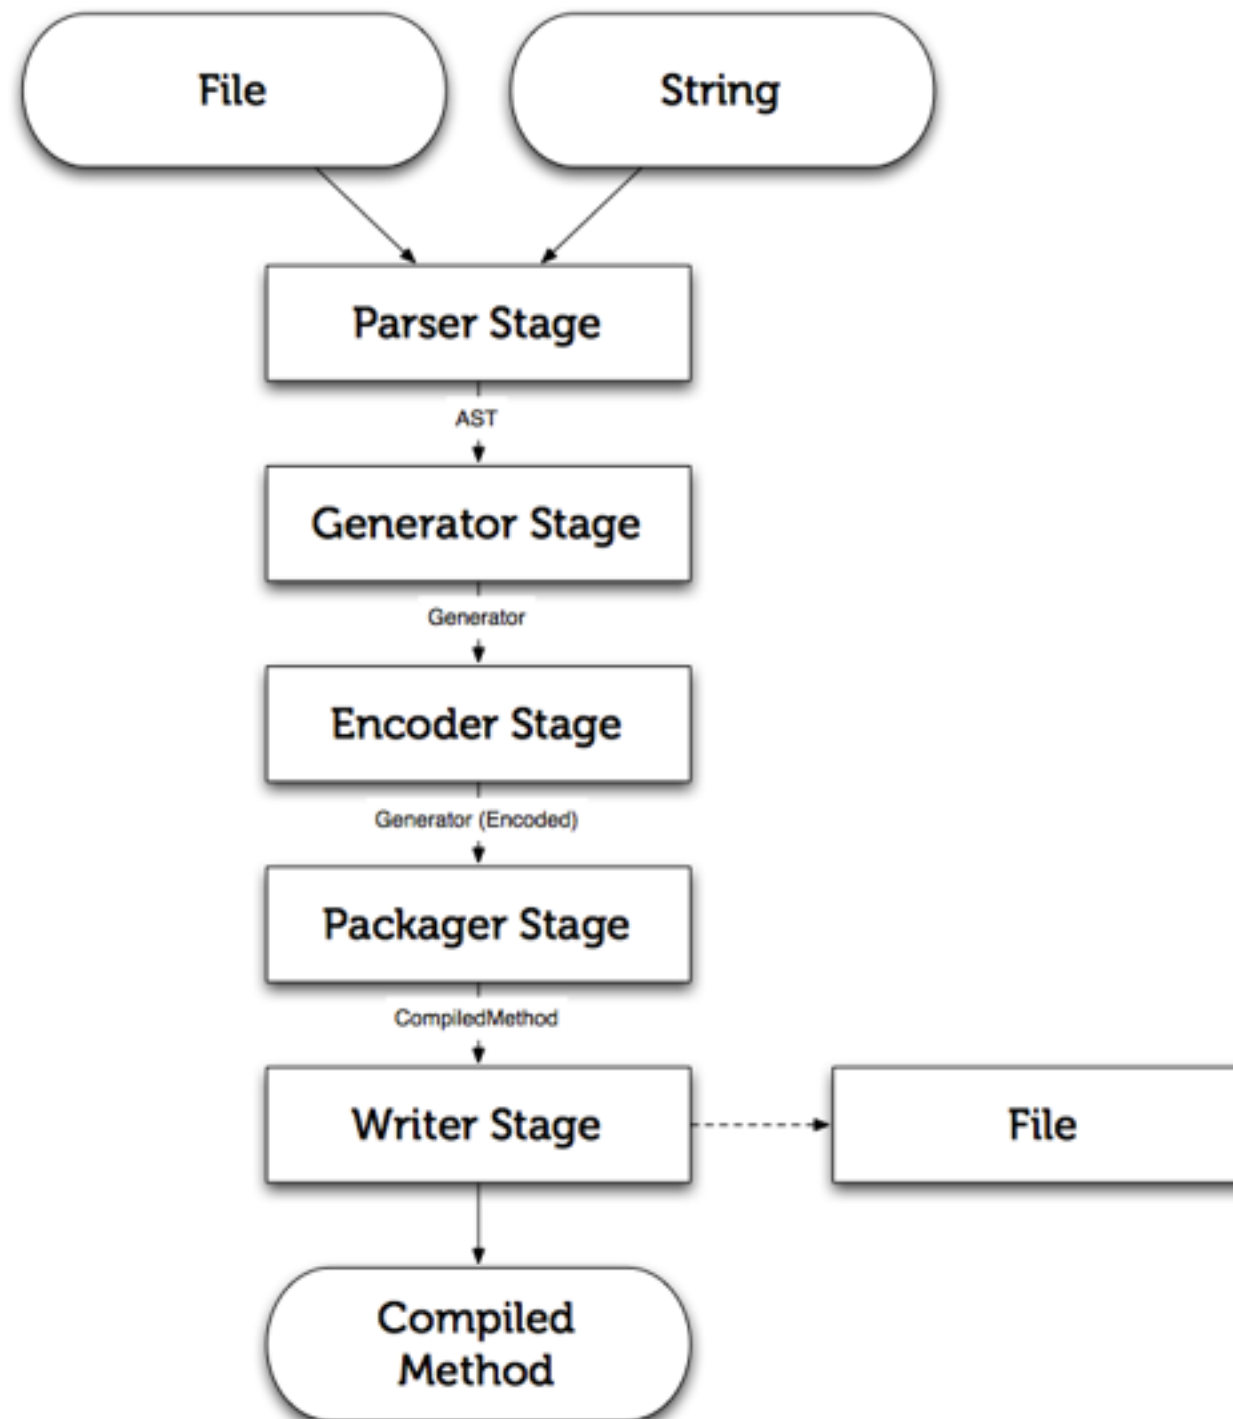 File
String
Parser Stage
AST
Generator Stage
Generator
Encoder Stage
Generator (Encoded)
Packager Stage
CompiledMethod
Writer Stage
File
Compiled
Method